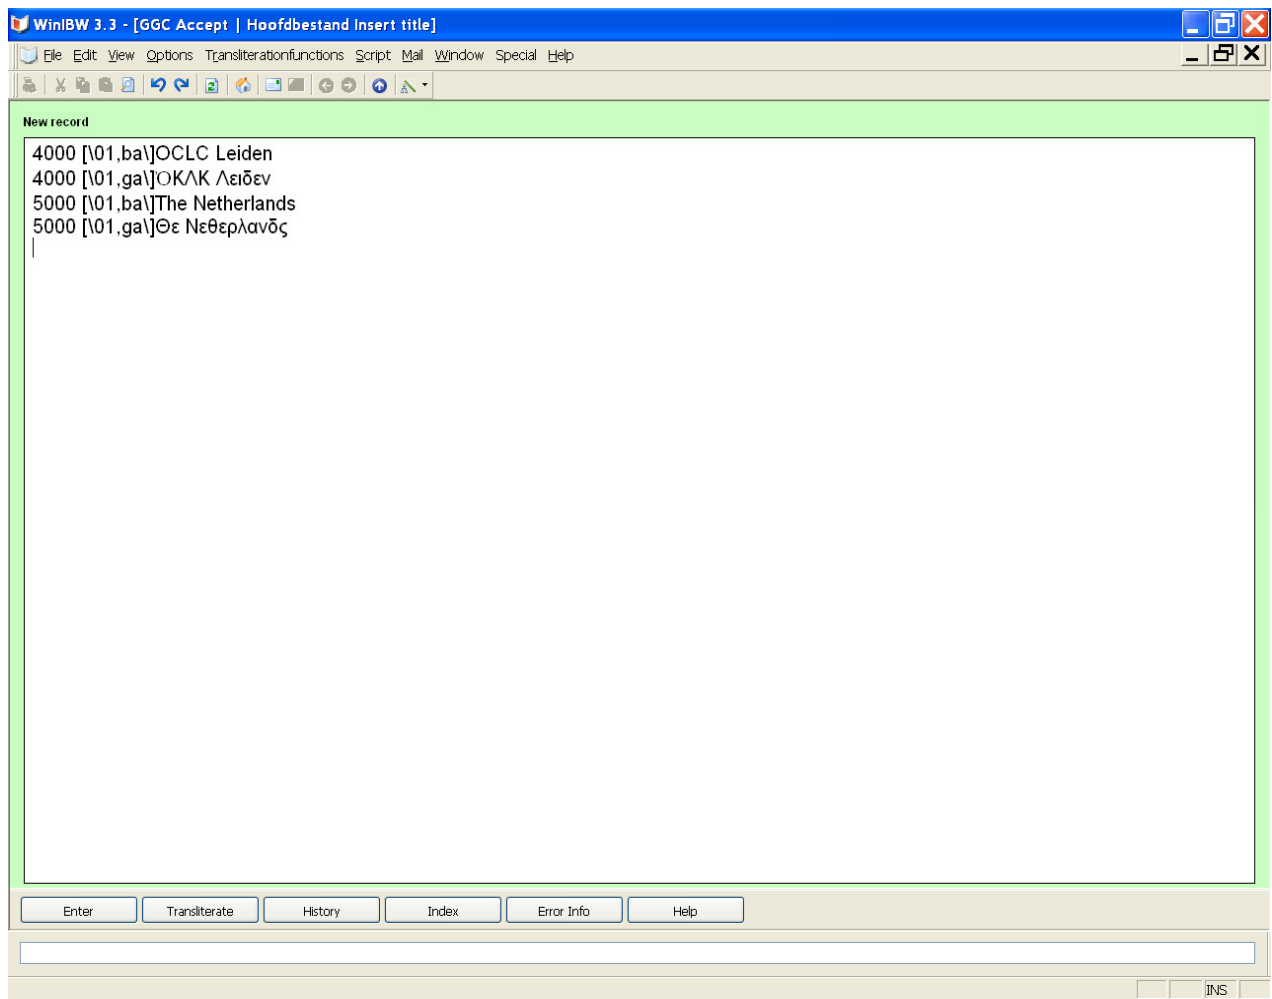 WinIBW 3.3 - [GGC Accept | Hoofdbestand Insert title]
File Edit View Options Transliterationfunctions Script Mail Window Special Help
New record
4000 [\01,ba\]OCLC Leiden
4000 [\01,ga\]ὉΚΛΚ Λειδεν
5000 [\01,ba\]The Netherlands
5000 [\01,ga\]Θε Νεθερλανδς
Enter Transliterate History Index Error Info Help
INS